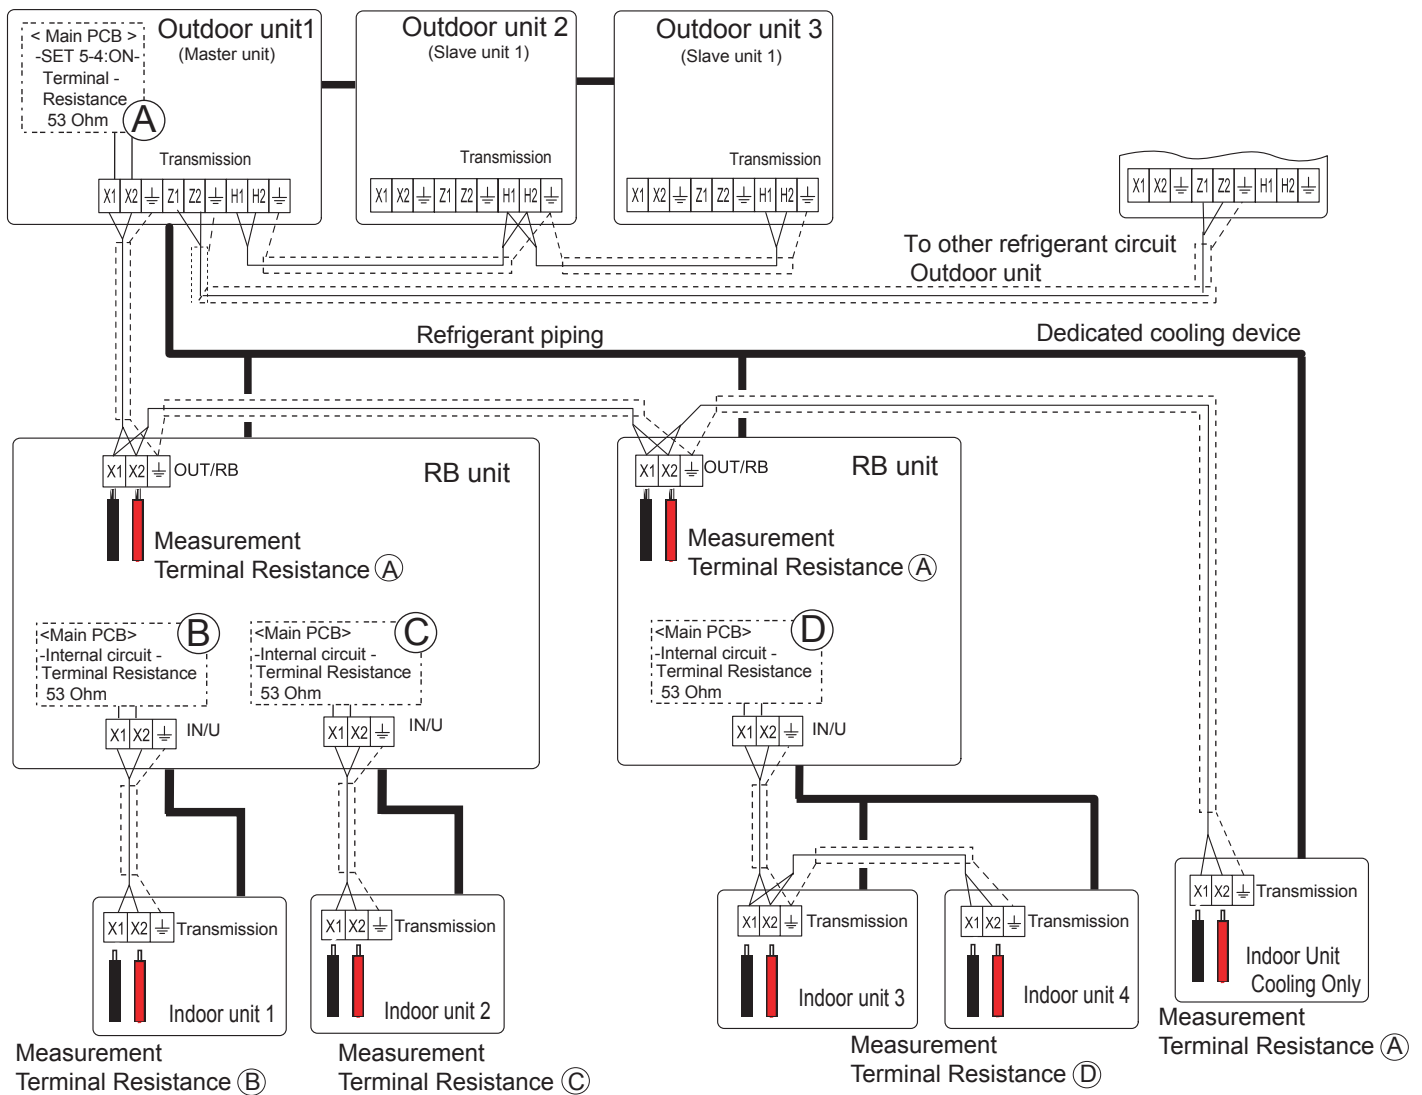 < Main PCB >
-SET 5-4:ON-
Terminal -
Resistance
53 Ohm
A
Outdoor unit1
(Master unit)
Transmission
X1 X2 Z1 Z2 H1 H2
Outdoor unit 2
(Slave unit 1)
Transmission
X1 X2 Z1 Z2 H1 H2
Outdoor unit 3
(Slave unit 1)
Transmission
X1 X2 Z1 Z2 H1 H2
X1 X2 Z1 Z2 H1 H2
To other refrigerant circuit
Outdoor unit
Refrigerant piping
Dedicated cooling device
X1 X2 OUT/RB
RB unit
Measurement
Terminal Resistance A
<Main PCB>
-Internal circuit -
Terminal Resistance
53 Ohm
B
X1 X2 IN/U
<Main PCB>
-Internal circuit -
Terminal Resistance
53 Ohm
C
X1 X2 IN/U
X1 X2 OUT/RB
RB unit
Measurement
Terminal Resistance A
<Main PCB>
-Internal circuit -
Terminal Resistance
53 Ohm
D
X1 X2 IN/U
X1 X2 Transmission
Indoor unit 1
Measurement
Terminal Resistance B
X1 X2 Transmission
Indoor unit 2
Measurement
Terminal Resistance C
X1 X2 Transmission
Indoor unit 3
X1 X2 Transmission
Indoor unit 4
Measurement
Terminal Resistance D
X1 X2 Transmission
Indoor Unit
Cooling Only
Measurement
Terminal Resistance A